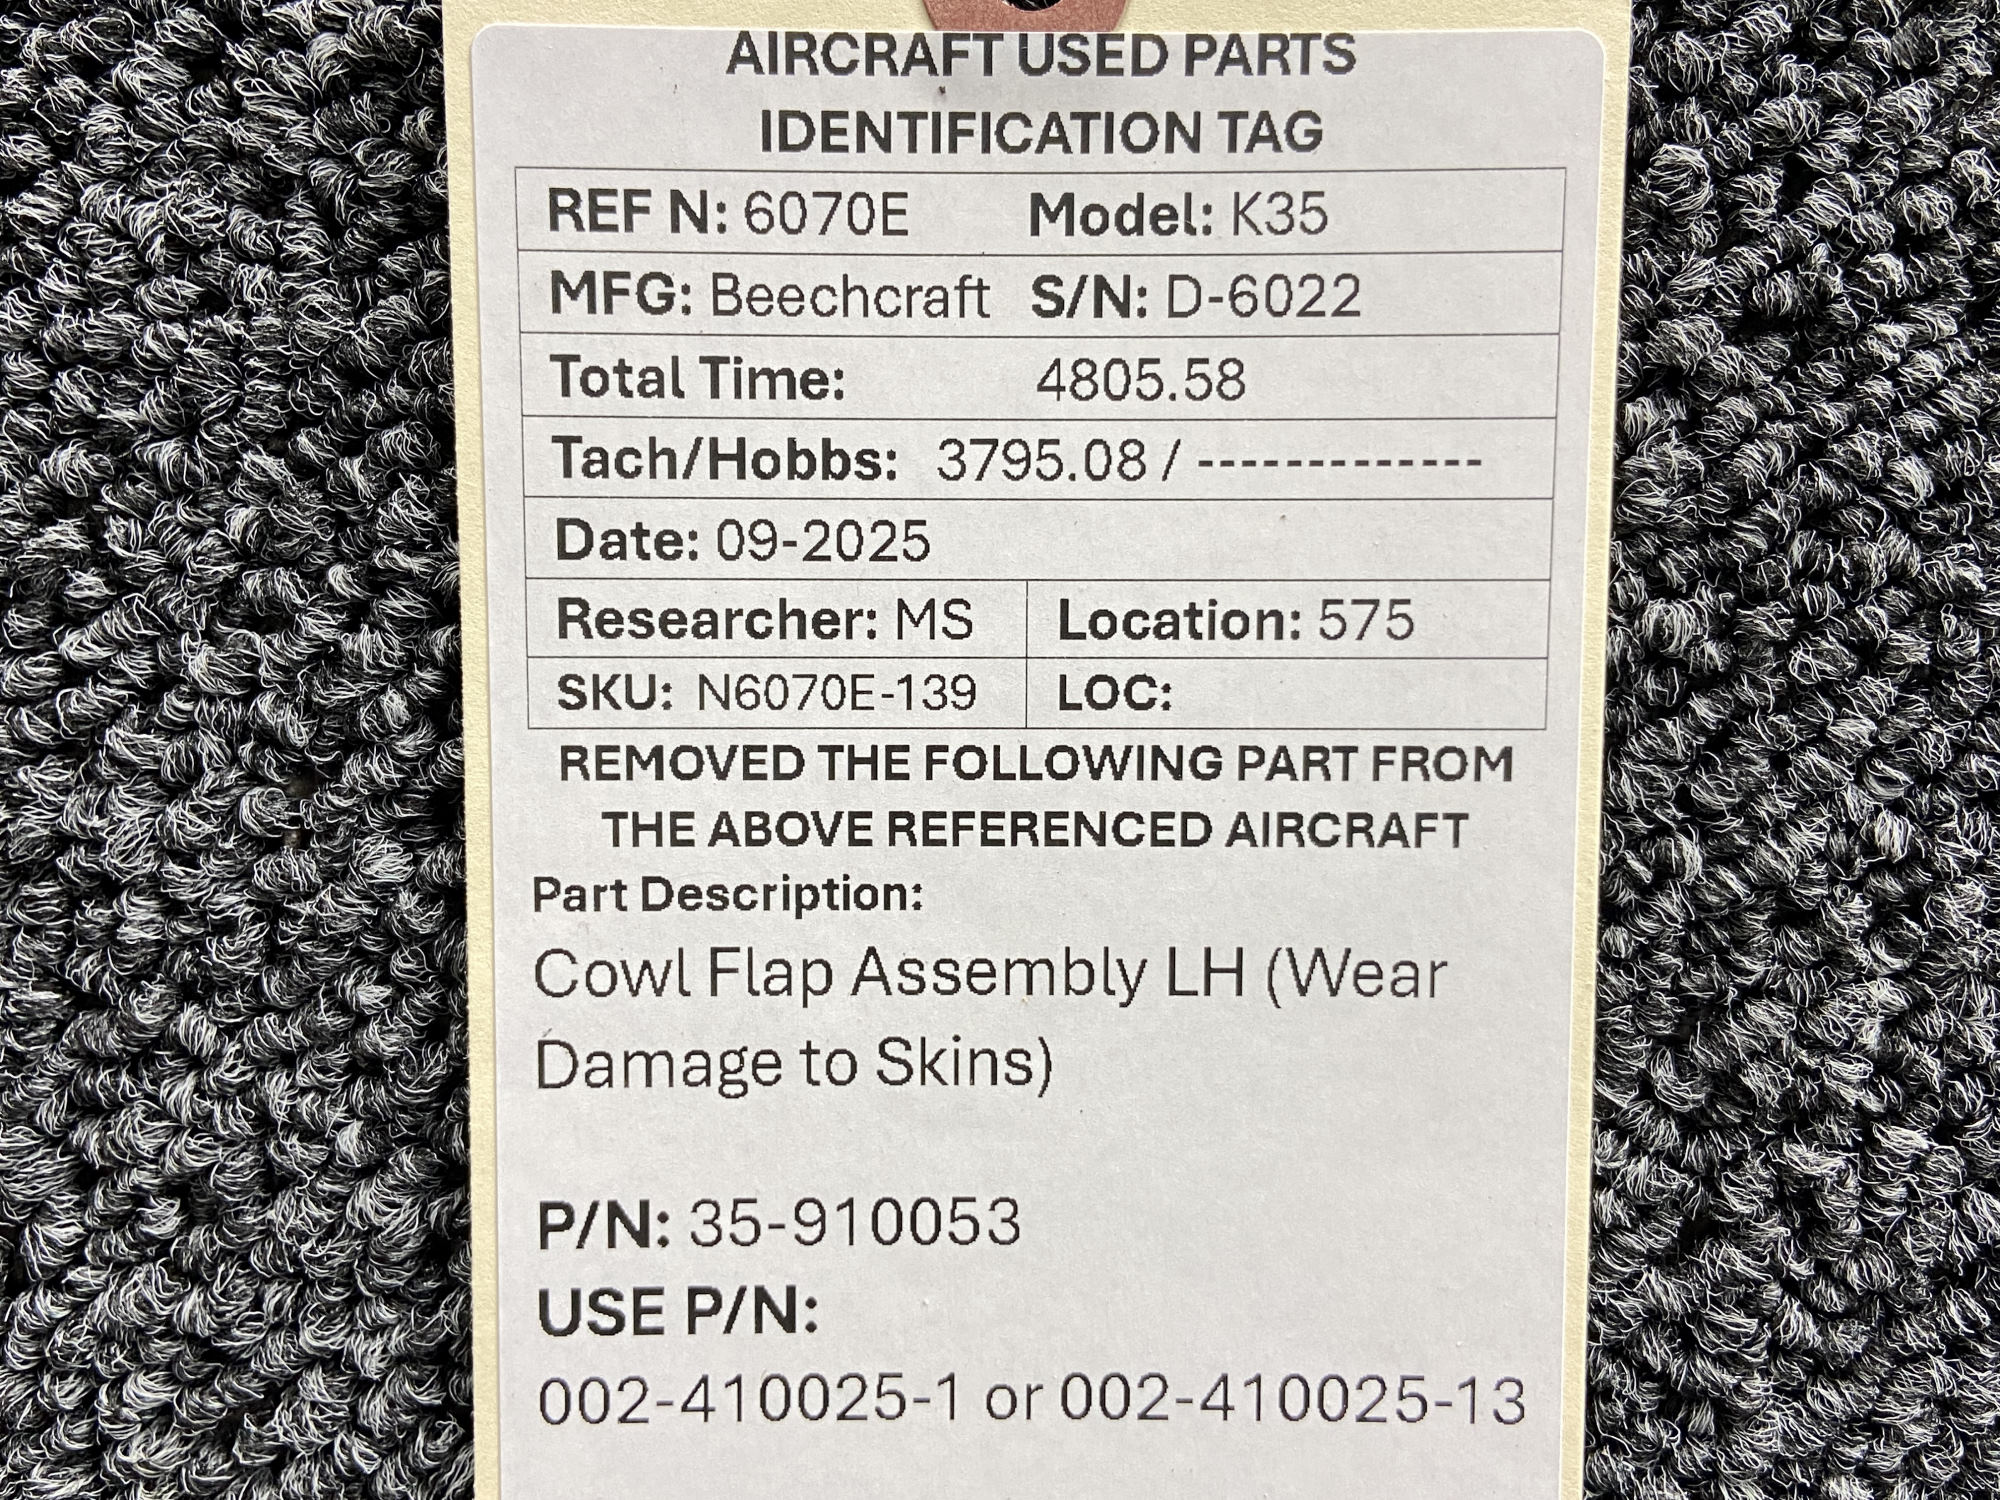 AIRCRAFT USED PARTS
IDENTIFICATION TAG
REF N: 6070E Model: K35
MFG: Beechcraft S/N: D-6022
Total Time: 4805.58
Tach/Hobbs: 3795.08 / -------------
Date: 09-2025
Researcher: MS Location: 575
SKU: N6070E-139 LOC:
REMOVED THE FOLLOWING PART FROM
THE ABOVE REFERENCED AIRCRAFT
Part Description:
Cowl Flap Assembly LH (Wear
Damage to Skins)
P/N: 35-910053
USE P/N:
002-410025-1 or 002-410025-13